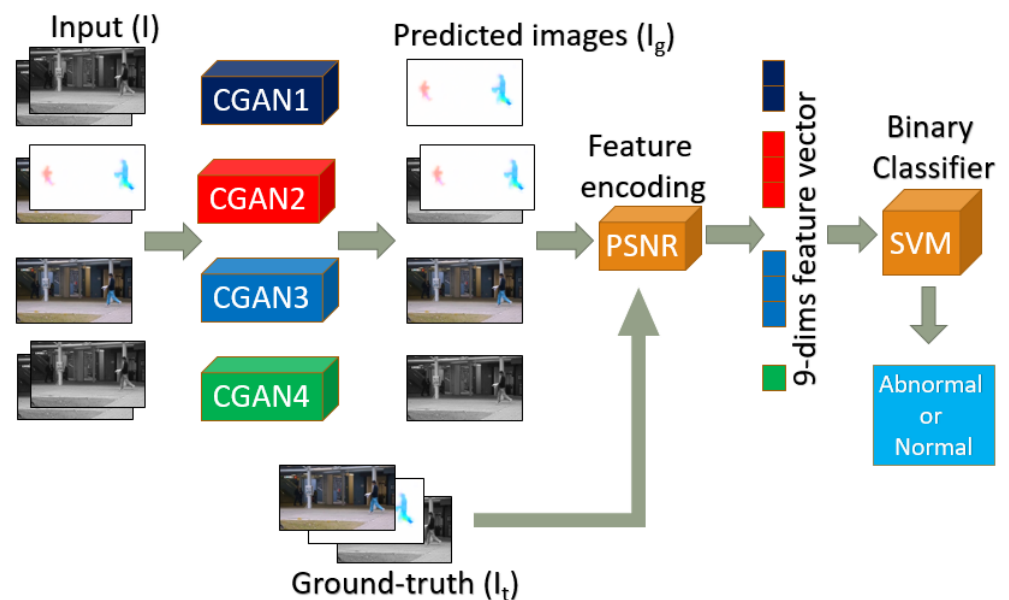 Input (I)
Predicted images (Ig)
CGAN1
CGAN2
CGAN3
CGAN4
Feature
encoding
PSNR
9-dims feature vector
Binary
Classifier
SVM
Abnormal
or
Normal
Ground-truth (It)